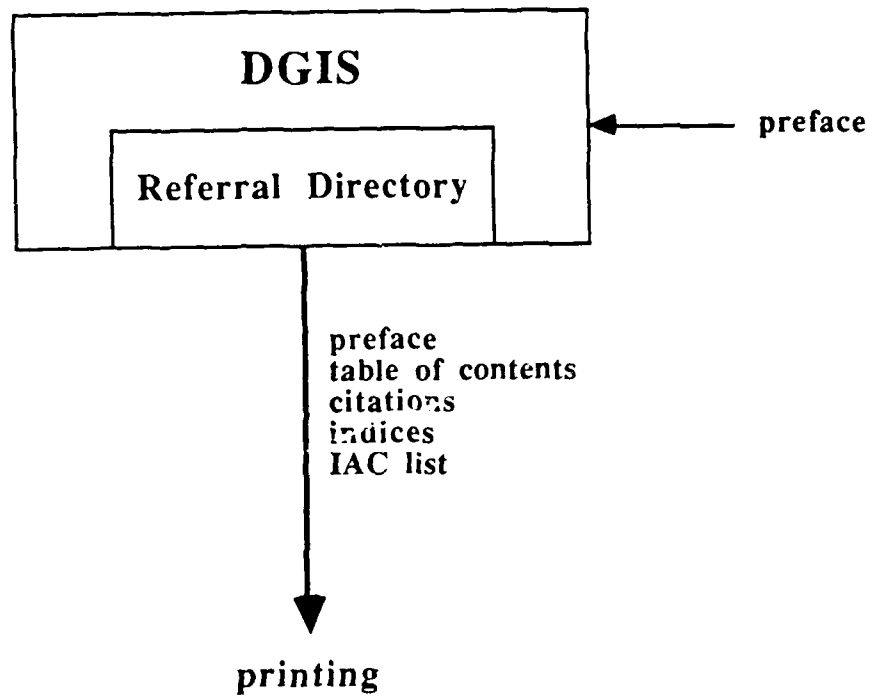 DGIS
preface
Referral Directory
preface
table of contents
citations
indices
IAC list
printing